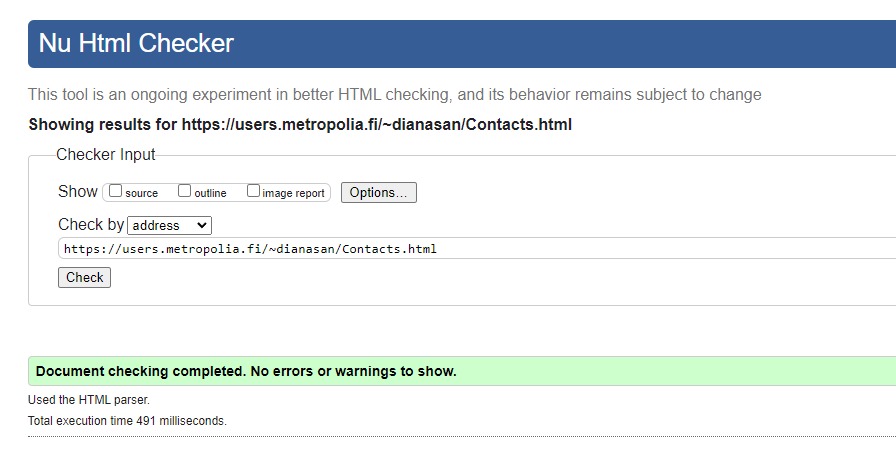 Nu Html Checker
This tool is an ongoing experiment in better HTML checking, and its behavior remains subject to change
Showing results for https://users.metropolia.fi/~dianasan/Contacts.html
Checker Input
Show source outline image report Options...
Check by address
https://users.metropolia.fi/~dianasan/Contacts.html
Check
Document checking completed. No errors or warnings to show.
Used the HTML parser.
Total execution time 491 milliseconds.